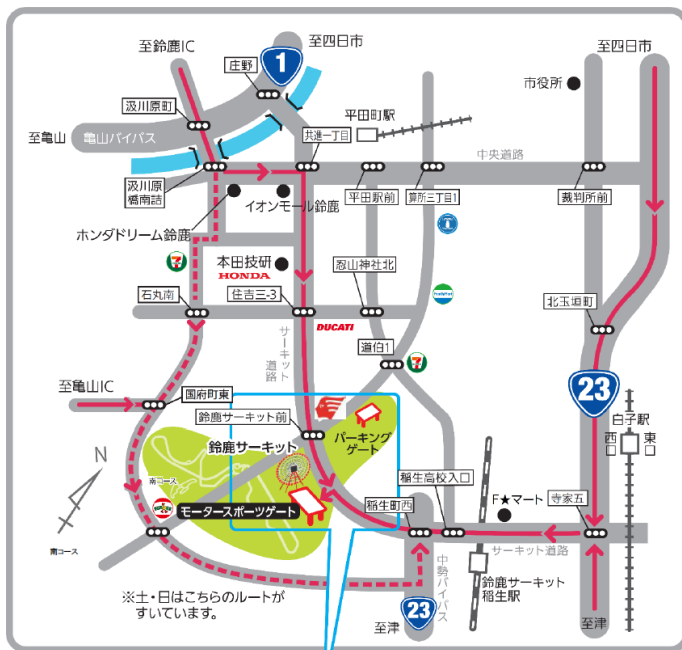 至鈴鹿IC
至四日市
至四日市
1
庄野
市役所
汲川原町
平田町駅
至亀山
亀山バイパス
共進一丁目
中央道路
汲川原
橋南詰
イオンモール鈴鹿
平田駅前
算所三丁目1
裁判所前
ホンダドリーム鈴鹿
本田技研
HONDA
忍山神社北
石丸南
住吉三-3
FamilyMart
北玉垣町
DUCATI
サーキット
道路
道伯1
23
至亀山IC
国府町東
白子駅
西口
東口
鈴鹿サーキット前
パーキング
ゲート
N
鈴鹿サーキット
南コース
稲生高校入口
F★マート
寺家五
モータースポーツゲート
稲生町西
サーキット道路
南コース
中勢バイパス
鈴鹿サーキット
稲生駅
※土・日はこちらのルートが
すいています。
23
至津
至津